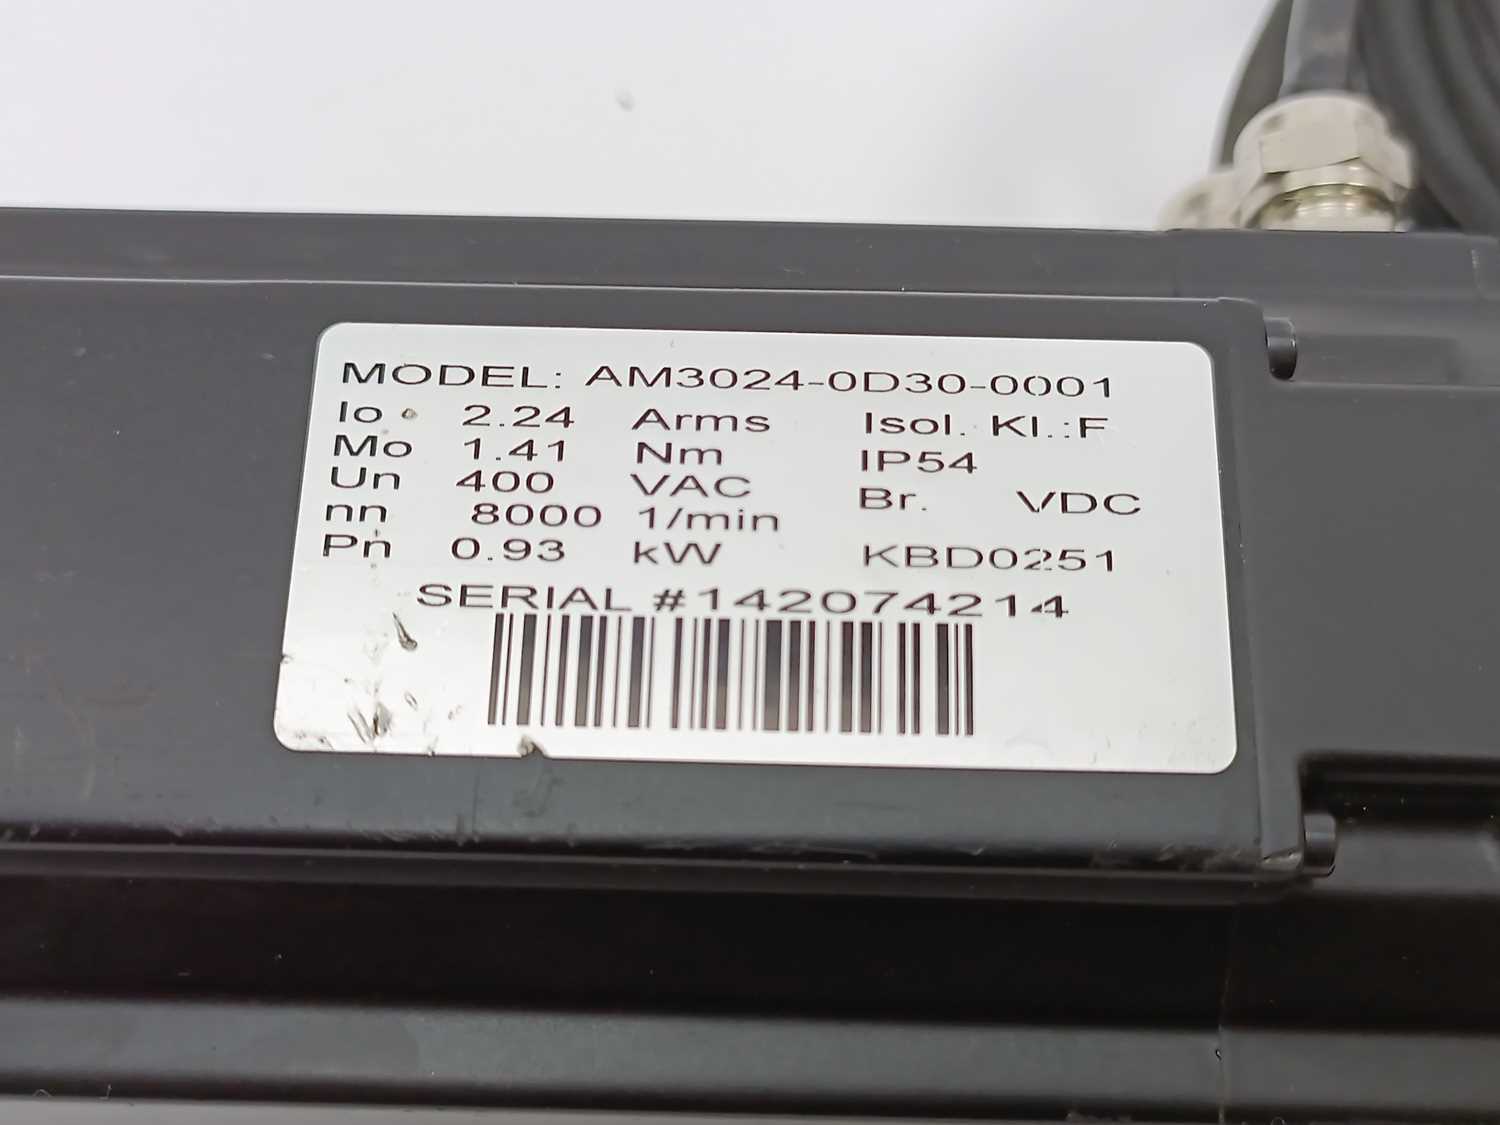 MODEL: AM3024-0D30-0001
Io 2.24 Arms Isol. Kl.:F
Mo 1.41 Nm IP54
Un 400 VAC Br. VDC
nn 8000 1/min
Pn 0.93 kW KBD0251
SERIAL #142074214